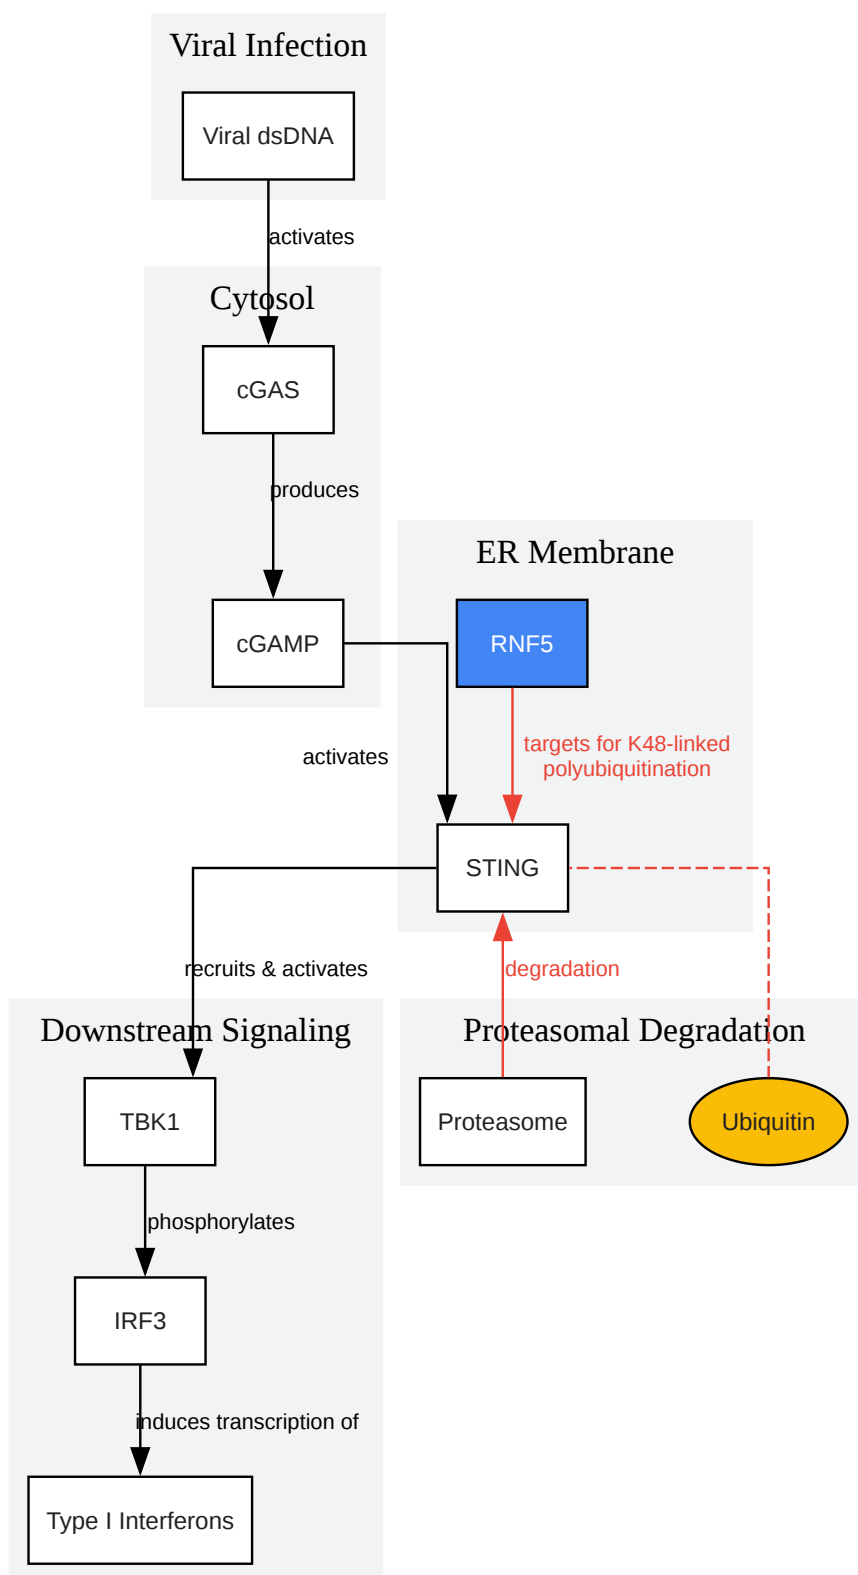 Viral Infection
Viral dsDNA
activates
Cytosol
cGAS
produces
ER Membrane
cGAMP
RNF5
targets for K48-linked
polyubiquitination
activates
STING
recruits & activates
degradation
Downstream Signaling
Proteasomal Degradation
TBK1
Proteasome
Ubiquitin
phosphorylates
IRF3
induces transcription of
Type I Interferons